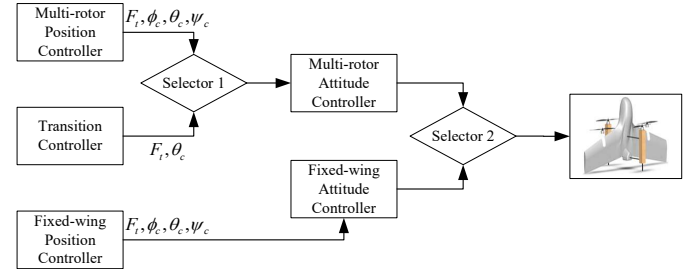 Multi-rotor
Position
Controller
F_t, ϕ_c, θ_c, ψ_c
Selector 1
Multi-rotor
Attitude
Controller
Transition
Controller
F_t, θ_c
Selector 2
Fixed-wing
Attitude
Controller
Fixed-wing
Position
Controller
F_t, ϕ_c, θ_c, ψ_c